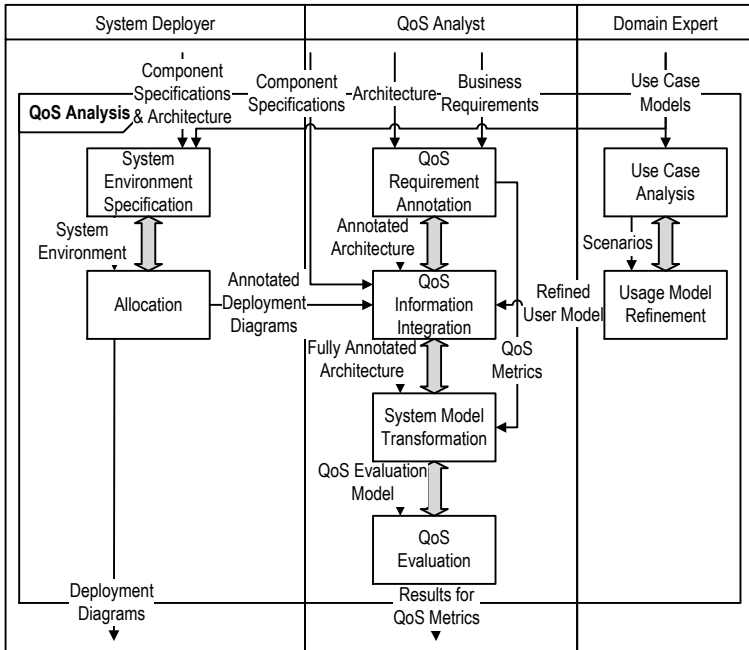 System Deployer
QoS Analyst
Domain Expert
Component
Specifications
& Architecture
Component
Specifications
Architecture
Business
Requirements
Use Case
Models
QoS Analysis
System
Environment
Specification
QoS
Requirement
Annotation
Use Case
Analysis
System
Environment
Annotated
Architecture
Scenarios
Allocation
Annotated
Deployment
Diagrams
QoS
Information
Integration
Refined
User Model
Usage Model
Refinement
Fully Annotated
Architecture
QoS
Metrics
System Model
Transformation
QoS Evaluation
Model
QoS
Evaluation
Deployment
Diagrams
Results for
QoS Metrics